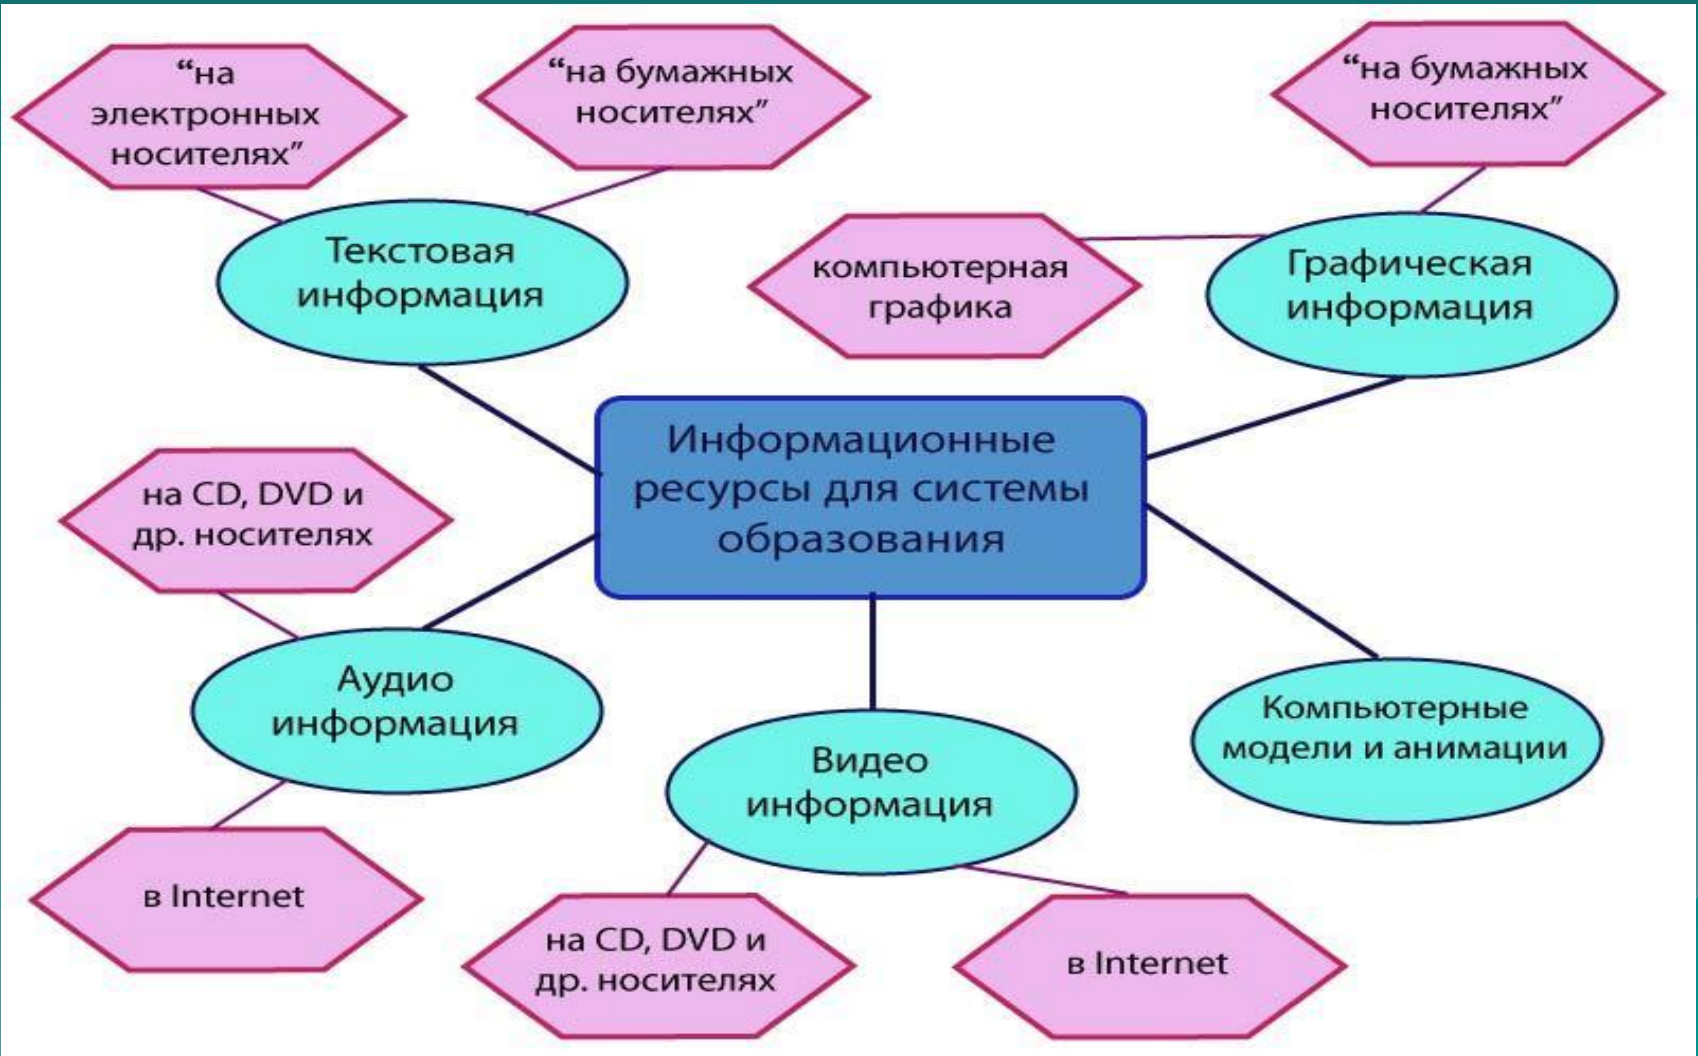 “на
электронных
носителях”
“на бумажных
носителях”
“на бумажных
носителях”
Текстовая
информация
компьютерная
графика
Графическая
информация
Информационные
ресурсы для системы
образования
на CD, DVD и
др. носителях
Аудио
информация
Видео
информация
Компьютерные
модели и анимации
в Internet
на CD, DVD и
др. носителях
в Internet